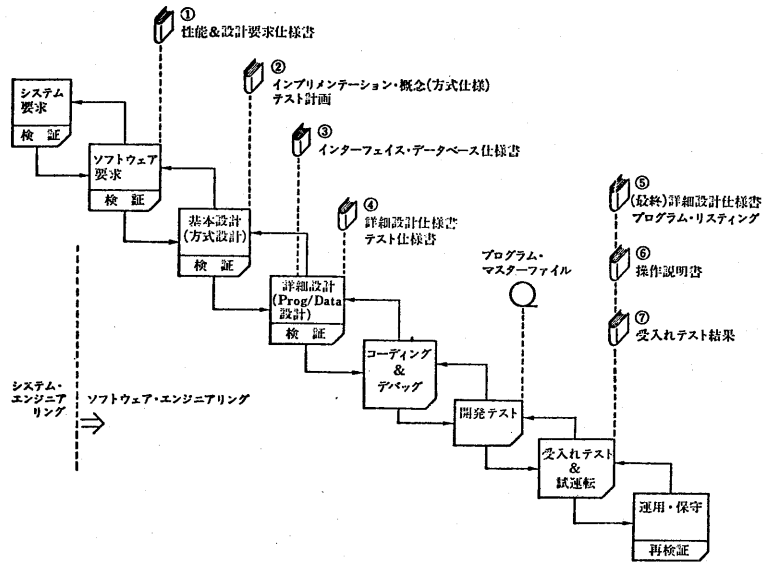 ①
性能&設計要求仕様書
②
インプリメンテーション・概念(方式仕様)
テスト計画
③
インターフェイス・データベース仕様書
④
詳細設計仕様書
テスト仕様書
⑤
(最終)詳細設計仕様書
プログラム・リスティング
⑥
操作説明書
⑦
受入れテスト結果
システム
要求
検 証
ソフトウェア
要求
検 証
基本設計
(方式設計)
検 証
詳細設計
(Prog/Data
設計)
検 証
コーディング
&
デバッグ
プログラム・
マスターファイル
開発テスト
受入れテスト
&
試運転
運用・保守
再検証
システム・
エンジニア
リング
ソフトウェア・エンジニアリング